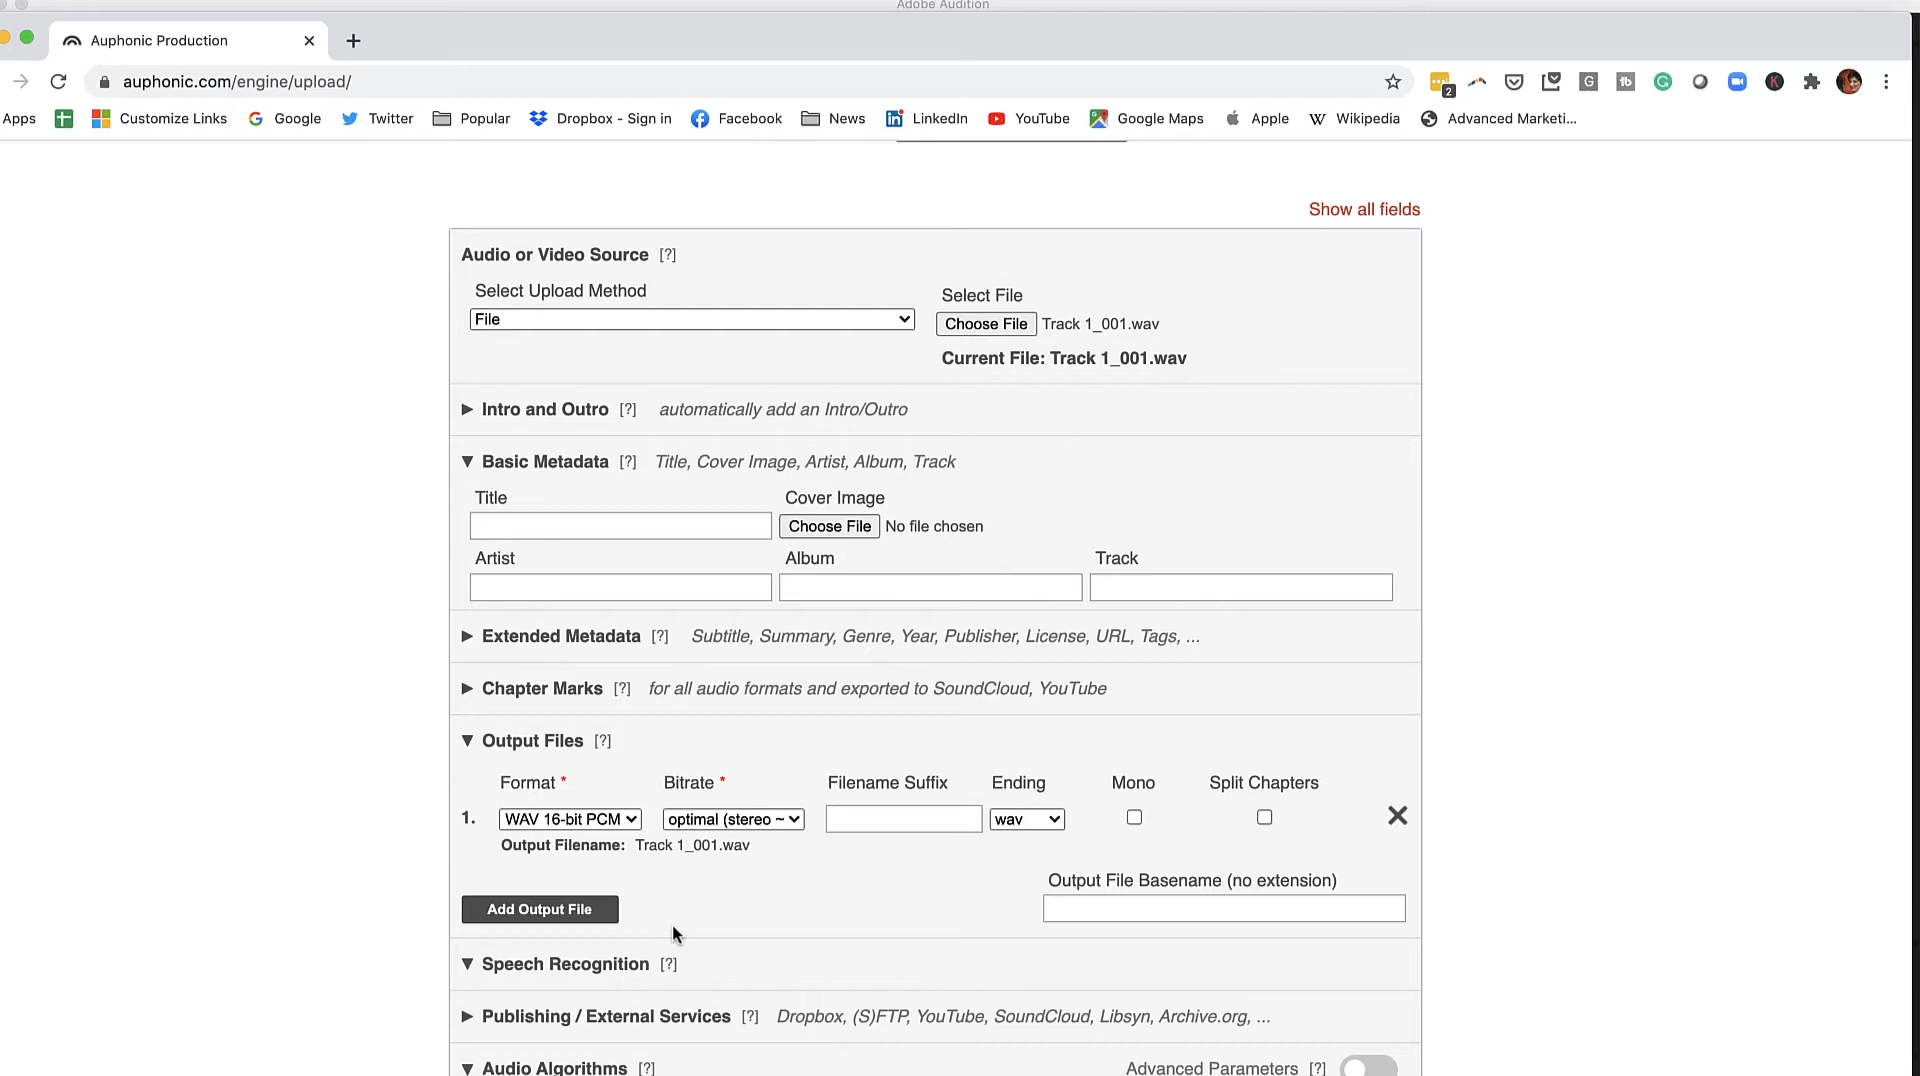 Adobe Audition
Auphonic Production
auphonic.com/engine/upload/
2
G
tb
G
K
Apps
Customize Links
Google
Twitter
Popular
Dropbox - Sign in
Facebook
News
LinkedIn
YouTube
Google Maps
Apple
Wikipedia
Advanced Marketi...
Show all fields
Audio or Video Source [?]
Select Upload Method
Select File
File
Choose File Track 1_001.wav
Current File: Track 1_001.wav
Intro and Outro [?] automatically add an Intro/Outro
Basic Metadata [?] Title, Cover Image, Artist, Album, Track
Title Cover Image
Choose File No file chosen
Artist Album Track
Extended Metadata [?] Subtitle, Summary, Genre, Year, Publisher, License, URL, Tags, ...
Chapter Marks [?] for all audio formats and exported to SoundCloud, YouTube
Output Files [?]
Format * Bitrate * Filename Suffix Ending Mono Split Chapters
1. WAV 16-bit PCM optimal (stereo ~ wav
Output Filename: Track 1_001.wav
Output File Basename (no extension)
Add Output File
Speech Recognition [?]
Publishing / External Services [?] Dropbox, (S)FTP, YouTube, SoundCloud, Libsyn, Archive.org, ...
Audio Algorithms [?] Advanced Parameters [?]